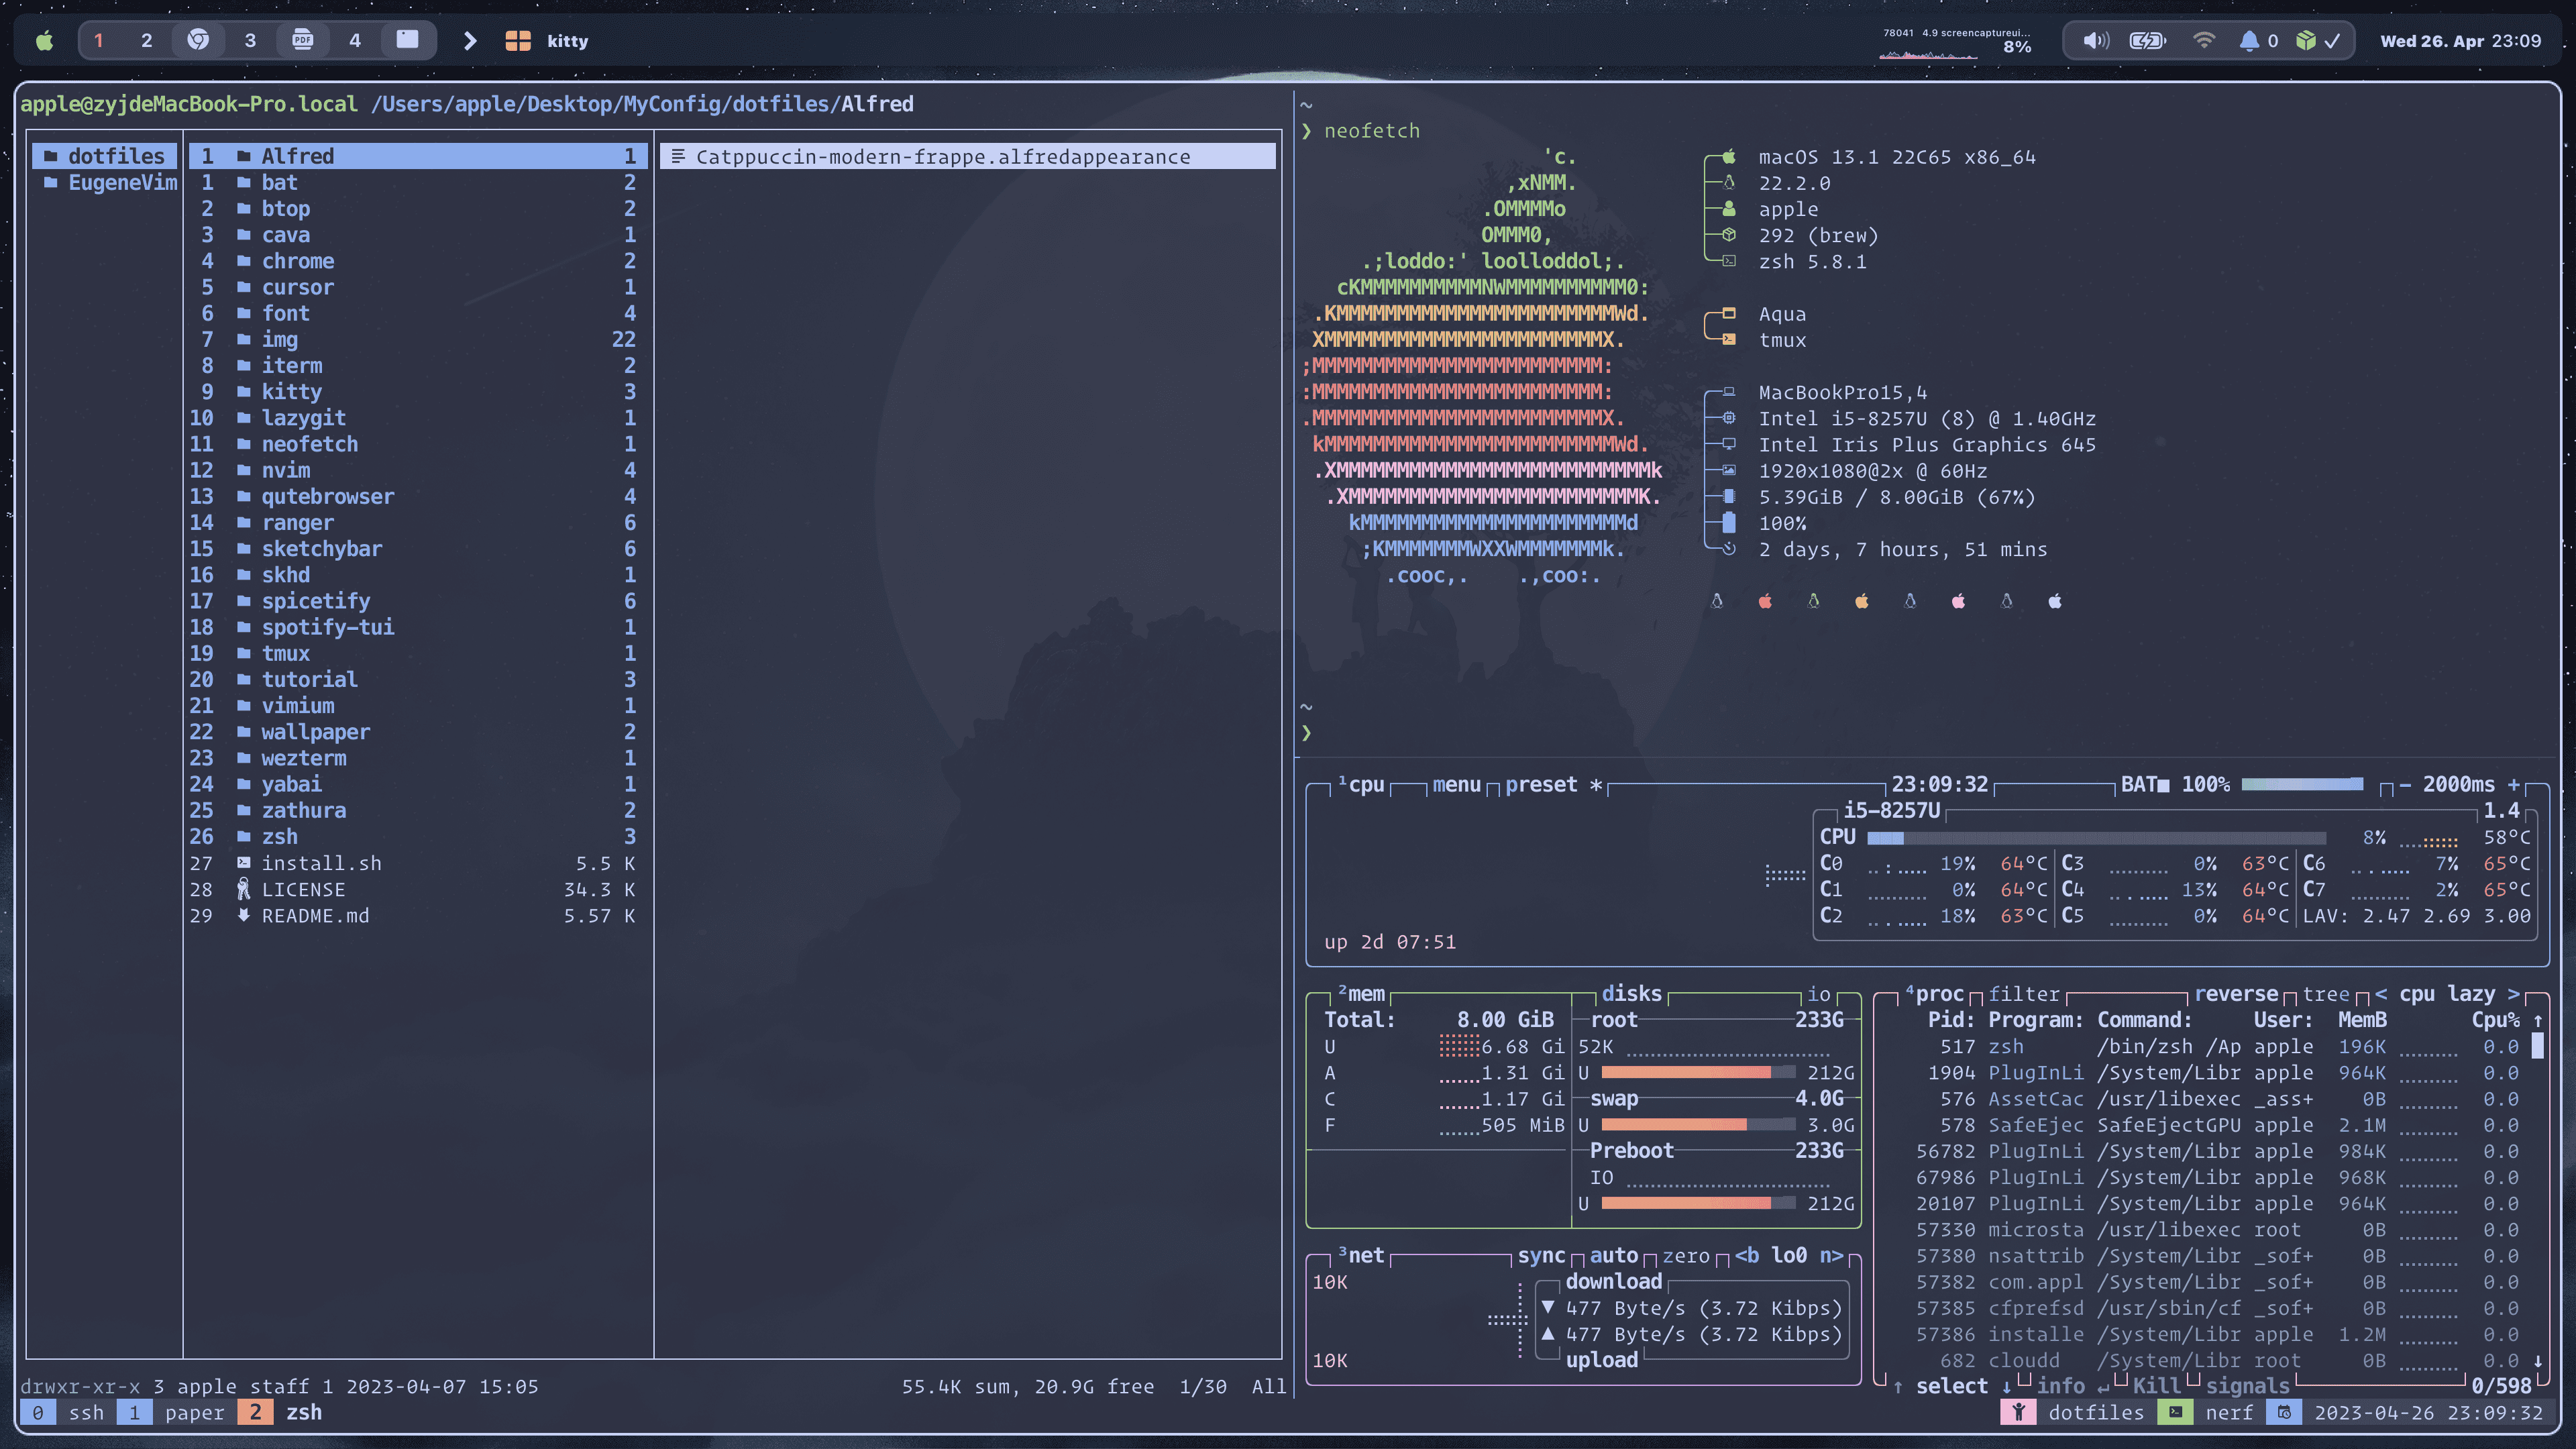 1 2 3 PDF 4 kitty
78041 4.9 screencaptureui...
8%
0 Wed 26. Apr 23:09
apple@zyjdeMacBook-Pro.local /Users/apple/Desktop/MyConfig/dotfiles/Alfred
dotfiles
EugeneVim
1 Alfred 1
1 bat 2
2 btop 2
3 cava 1
4 chrome 2
5 cursor 1
6 font 4
7 img 22
8 iterm 2
9 kitty 3
10 lazygit 1
11 neofetch 1
12 nvim 4
13 qutebrowser 4
14 ranger 6
15 sketchybar 6
16 skhd 1
17 spicetify 6
18 spotify-tui 1
19 tmux 1
20 tutorial 3
21 vimium 1
22 wallpaper 2
23 wezterm 1
24 yabai 1
25 zathura 2
26 zsh 3
27 install.sh 5.5 K
28 LICENSE 34.3 K
29 README.md 5.57 K
Catppuccin-modern-frappe.alfredappearance
drwxr-xr-x 3 apple staff 1 2023-04-07 15:05 55.4K sum, 20.9G free 1/30 All
~
❯ neofetch
'c.
,xNMM.
.OMMMMo
OMMM0,
.;loddo:' loolloddol;.
cKMMMMMMMMMMNWMMMMMMMMMM0:
.KMMMMMMMMMMMMMMMMMMMMMMMWd.
XMMMMMMMMMMMMMMMMMMMMMMMX.
;MMMMMMMMMMMMMMMMMMMMMMMM:
:MMMMMMMMMMMMMMMMMMMMMMMM:
.MMMMMMMMMMMMMMMMMMMMMMMMX.
kMMMMMMMMMMMMMMMMMMMMMMMMWd.
.XMMMMMMMMMMMMMMMMMMMMMMMMMMk
.XMMMMMMMMMMMMMMMMMMMMMMMMK.
kMMMMMMMMMMMMMMMMMMMMMMd
;KMMMMMMMWXXWMMMMMMMk.
.cooc,. .,coo:.
macOS 13.1 22C65 x86_64
22.2.0
apple
292 (brew)
zsh 5.8.1
Aqua
tmux
MacBookPro15,4
Intel i5-8257U (8) @ 1.40GHz
Intel Iris Plus Graphics 645
1920x1080@2x @ 60Hz
5.39GiB / 8.00GiB (67%)
100%
2 days, 7 hours, 51 mins
~
❯
¹cpu menu preset * 23:09:32 BAT■ 100% - 2000ms +
i5-8257U 1.4
CPU 8% 58°C
C0 19% 64°C C3 0% 63°C C6 7% 65°C
C1 0% 64°C C4 13% 64°C C7 2% 65°C
C2 18% 63°C C5 0% 64°C LAV: 2.47 2.69 3.00
up 2d 07:51
²mem
Total: 8.00 GiB
U 6.68 Gi
A 1.31 Gi
C 1.17 Gi
F 505 MiB
disks io
root 233G
52K
U 212G
swap 4.0G
U 3.0G
Preboot 233G
IO
U 212G
³net sync auto zero <b lo0 n>
10K
download
▼ 477 Byte/s (3.72 Kibps)
▲ 477 Byte/s (3.72 Kibps)
10K
upload
⁴proc filter reverse tree < cpu lazy >
Pid: Program: Command: User: MemB Cpu% ↑
517 zsh /bin/zsh /Ap apple 196K 0.0
1904 PlugInLi /System/Libr apple 964K 0.0
576 AssetCac /usr/libexec _ass+ 0B 0.0
578 SafeEjec SafeEjectGPU apple 2.1M 0.0
56782 PlugInLi /System/Libr apple 984K 0.0
67986 PlugInLi /System/Libr apple 968K 0.0
20107 PlugInLi /System/Libr apple 964K 0.0
57330 microsta /usr/libexec root 0B 0.0
57380 nsattrib /System/Libr _sof+ 0B 0.0
57382 com.appl /System/Libr _sof+ 0B 0.0
57385 cfprefsd /usr/sbin/cf _sof+ 0B 0.0
57386 installe /System/Libr apple 1.2M 0.0
682 cloudd /System/Libr root 0B 0.0 ↓
↑ select ↓ info ↵ Kill signals 0/598
0 ssh 1 paper 2 zsh
dotfiles nerf 2023-04-26 23:09:32